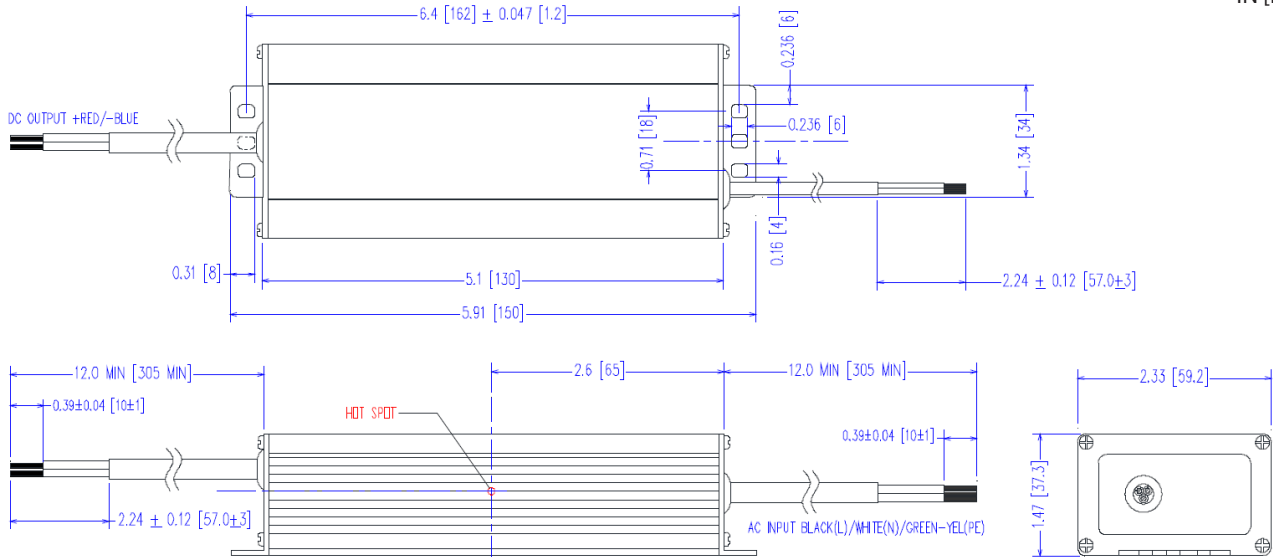 IN [
6.4 [162] ± 0.047 [1.2]
0.236 [6]
DC OUTPUT +RED/-BLUE
0.71 [18]
0.236 [6]
1.34 [34]
0.16 [4]
0.31 [8]
5.1 [130]
2.24 ± 0.12 [57.0±3]
5.91 [150]
12.0 MIN [305 MIN]
2.6 [65]
12.0 MIN [305 MIN]
2.33 [59.2]
0.39±0.04 [10±1]
HOT SPOT
0.39±0.04 [10±1]
1.47 [37.3]
2.24 ± 0.12 [57.0±3]
AC INPUT BLACK(L)/WHITE(N)/GREEN-YEL(PE)